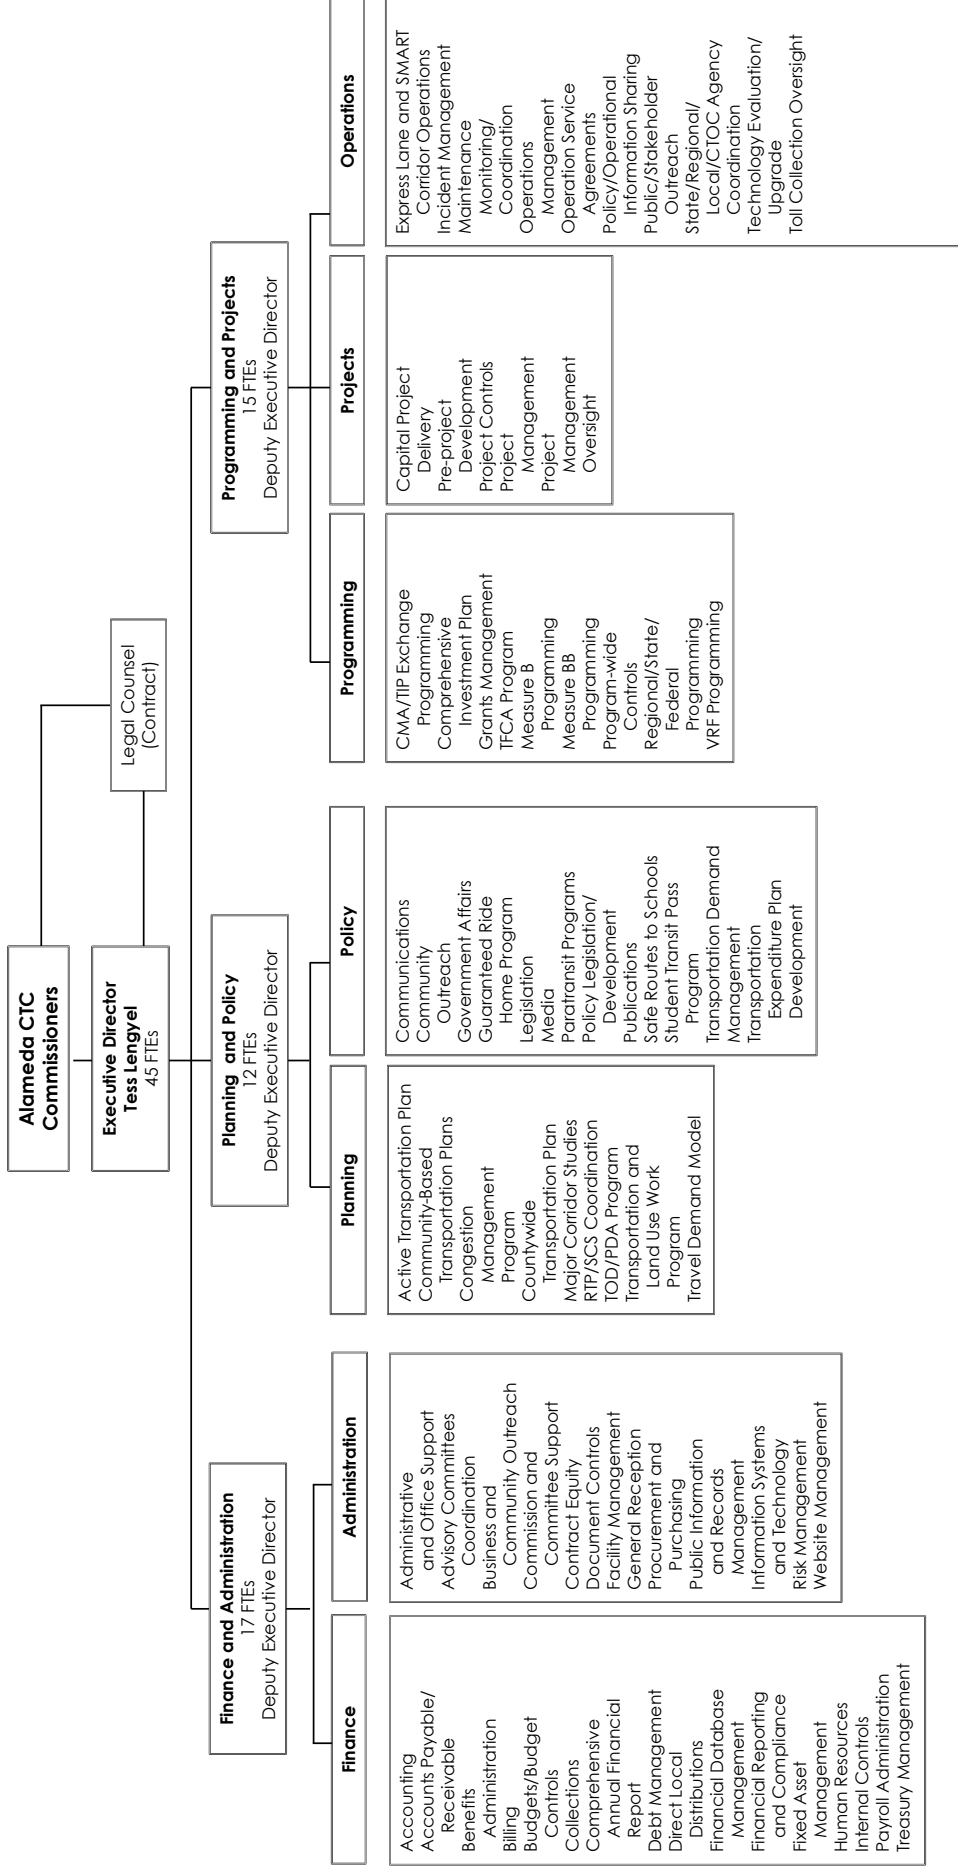 Alameda CTC
Commissioners
Executive Director
Tess Lengyel
45 FTEs
Legal Counsel
(Contract)
Finance and Administration
17 FTEs
Deputy Executive Director
Planning and Policy
12 FTEs
Deputy Executive Director
Programming and Projects
15 FTEs
Deputy Executive Director
Finance
Accounting
Accounts Payable/
Receivable
Benefits
Administration
Billing
Budgets/Budget
Controls
Collections
Comprehensive
Annual Financial
Report
Debt Management
Direct Local
Distributions
Financial Database
Management
Financial Reporting
and Compliance
Fixed Asset
Management
Human Resources
Internal Controls
Payroll Administration
Treasury Management
Administration
Administrative
and Office Support
Advisory Committees
Coordination
Business and
Community Outreach
Commission and
Committee Support
Contract Equity
Document Controls
Facility Management
General Reception
Procurement and
Purchasing
Public Information
and Records
Management
Information Systems
and Technology
Risk Management
Website Management
Planning
Active Transportation Plan
Community-Based
Transportation Plans
Congestion
Management
Program
Countywide
Transportation Plan
Major Corridor Studies
RTP/SCS Coordination
TOD/PDA Program
Transportation and
Land Use Work
Program
Travel Demand Model
Policy
Communications
Community
Outreach
Government Affairs
Guaranteed Ride
Home Program
Legislation
Media
Paratransit Programs
Policy Legislation/
Development
Publications
Safe Routes to Schools
Student Transit Pass
Program
Transportation Demand
Management
Transportation
Expenditure Plan
Development
Programming
CMA/TIP Exchange
Programming
Comprehensive
Investment Plan
Grants Management
TFCA Program
Measure B
Programming
Measure BB
Programming
Program-wide
Controls
Regional/State/
Federal
Programming
VRF Programming
Projects
Capital Project
Delivery
Pre-project
Development
Project Controls
Project
Management
Project
Management
Oversight
Operations
Express Lane and SMART
Corridor Operations
Incident Management
Maintenance
Monitoring/
Coordination
Operations
Management
Operation Service
Agreements
Policy/Operational
Information Sharing
Public/Stakeholder
Outreach
State/Regional/
Local/CTOC Agency
Coordination
Technology Evaluation/
Upgrade
Toll Collection Oversight